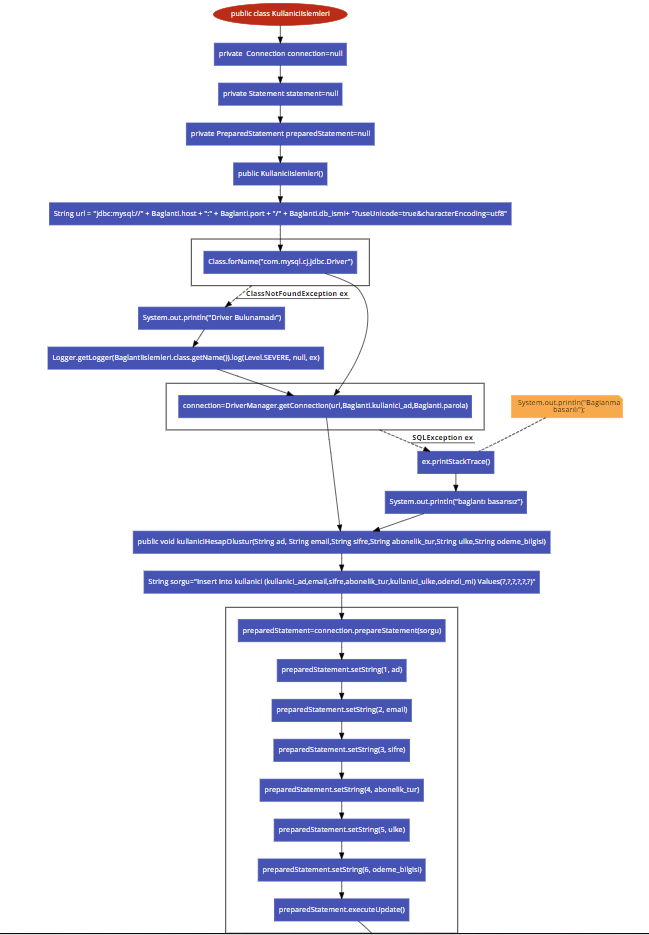 public class Kullaniciislemleri
private Connection connection=null
private Statement statement=null
private PreparedStatement preparedStatement=null
public Kullaniciislemleri()
String url = "jdbc:mysql://" + Baglanti.host + ":" + Baglanti.port + "/" + Baglanti.db_ismi+ "?useUnicode=true&characterEncoding=utf8"
Class.forName("com.mysql.cj.jdbc.Driver")
ClassNotFoundException ex
System.out.println("Driver Bulunamadı")
Logger.getLogger(Baglantiislemleri.class.getName()).log(Level.SEVERE, null, ex)
connection=DriverManager.getConnection(url,Baglanti.kullanici_ad,Baglanti.parola)
System.out.println("Baglanma
basarili");
SQLException ex
ex.printStackTrace()
System.out.println("baglantı basarısız")
public void kullaniciHesapOlustur(String ad, String email,String sifre,String abonelik_tur,String ulke,String odeme_bilgisi)
String sorgu="Insert Into kullanici (kullanici_ad,email,sifre,abonelik_tur,kullanici_ulke,odendi_mi) Values(?,?,?,?,?,?)"
preparedStatement=connection.prepareStatement(sorgu)
preparedStatement.setString(1, ad)
preparedStatement.setString(2, email)
preparedStatement.setString(3, sifre)
preparedStatement.setString(4, abonelik_tur)
preparedStatement.setString(5, ulke)
preparedStatement.setString(6, odeme_bilgisi)
preparedStatement.executeUpdate()